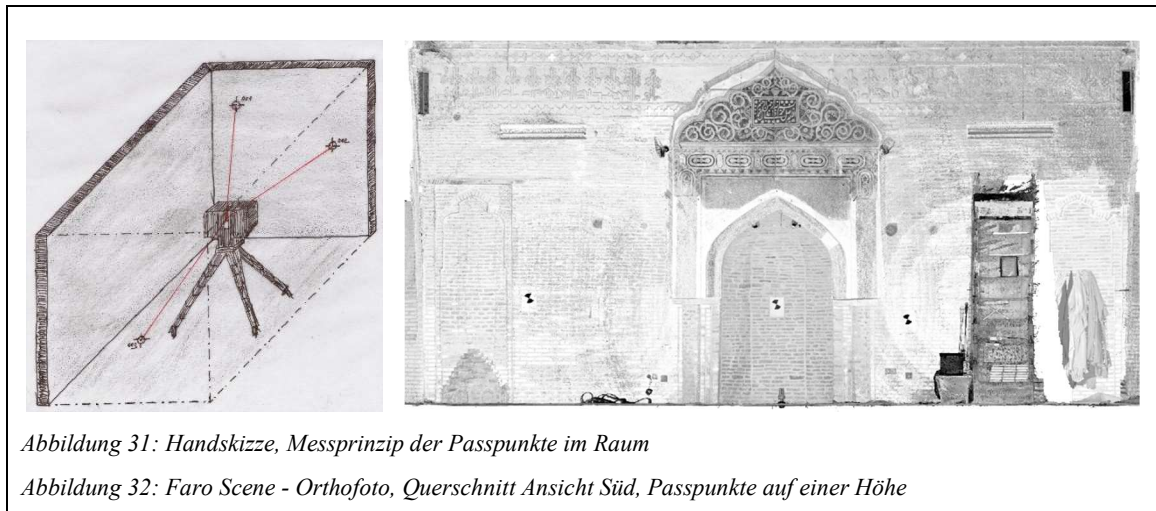 Abbildung 31: Handskizze, Messprinzip der Passpunkte im Raum
Abbildung 32: Faro Scene - Orthofoto, Querschnitt Ansicht Süd, Passpunkte auf einer Höhe